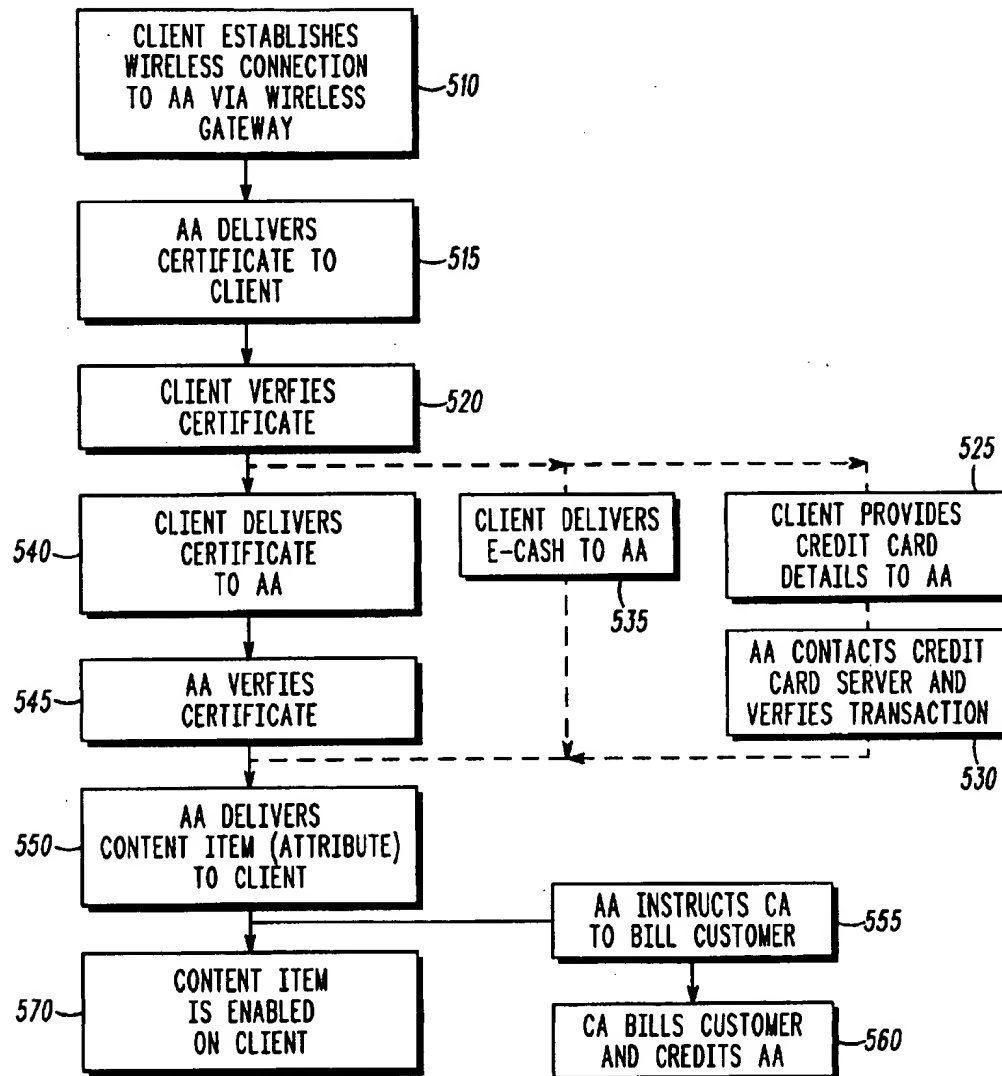 CLIENT ESTABLISHES
WIRELESS CONNECTION
TO AA VIA WIRELESS
GATEWAY
510
AA DELIVERS
CERTIFICATE TO
CLIENT
515
CLIENT VERFIES
CERTIFICATE
520
540
CLIENT DELIVERS
CERTIFICATE
TO AA
CLIENT DELIVERS
E-CASH TO AA
535
525
CLIENT PROVIDES
CREDIT CARD
DETAILS TO AA
545
AA VERFIES
CERTIFICATE
AA CONTACTS CREDIT
CARD SERVER AND
VERFIES TRANSACTION
530
550
AA DELIVERS
CONTENT ITEM (ATTRIBUTE)
TO CLIENT
AA INSTRUCTS CA
TO BILL CUSTOMER
555
570
CONTENT ITEM
IS ENABLED
ON CLIENT
CA BILLS CUSTOMER
AND CREDITS AA
560